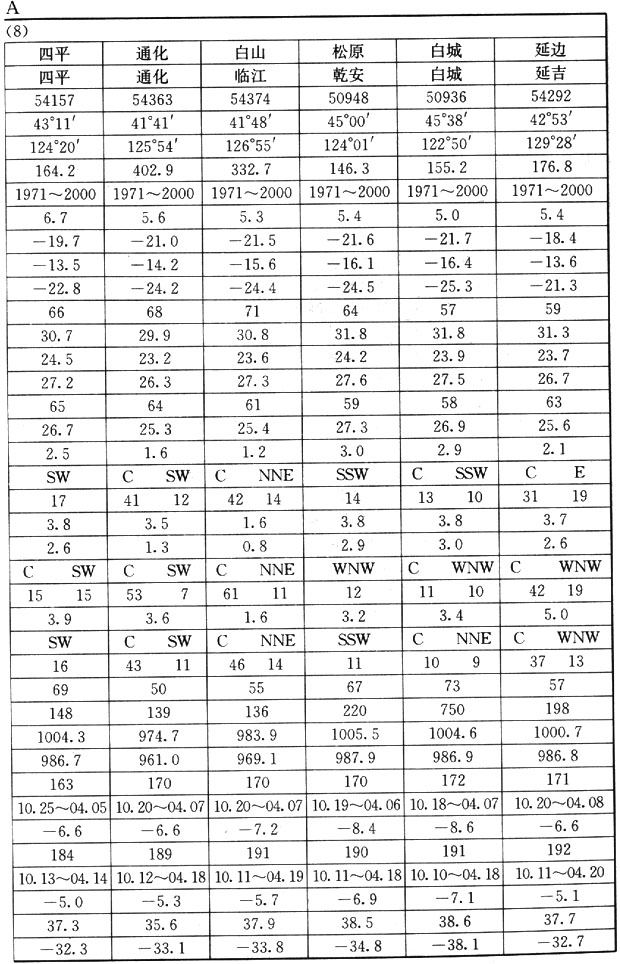 A
(8)
四平 通化 白山 松原 白城 延边
四平 通化 临江 乾安 白城 延吉
54157 54363 54374 50948 50936 54292
43°11′ 41°41′ 41°48′ 45°00′ 45°38′ 42°53′
124°20′ 125°54′ 126°55′ 124°01′ 122°50′ 129°28′
164.2 402.9 332.7 146.3 155.2 176.8
1971～2000 1971～2000 1971～2000 1971～2000 1971～2000 1971～2000
6.7 5.6 5.3 5.4 5.0 5.4
－19.7 －21.0 －21.5 －21.6 －21.7 －18.4
－13.5 －14.2 －15.6 －16.1 －16.4 －13.6
－22.8 －24.2 －24.4 －24.5 －25.3 －21.3
66 68 71 64 57 59
30.7 29.9 30.8 31.8 31.8 31.3
24.5 23.2 23.6 24.2 23.9 23.7
27.2 26.3 27.3 27.6 27.5 26.7
65 64 61 59 58 63
26.7 25.3 25.4 27.3 26.9 25.6
2.5 1.6 1.2 3.0 2.9 2.1
SW C SW C NNE SSW C SSW C E
17 41 12 42 14 14 13 10 31 19
3.8 3.5 1.6 3.8 3.8 3.7
2.6 1.3 0.8 2.9 3.0 2.6
C SW C SW C NNE WNW C WNW C WNW
15 15 53 7 61 11 12 11 10 42 19
3.9 3.6 1.6 3.2 3.4 5.0
SW C SW C NNE SSW C NNE C WNW
16 43 11 46 14 11 10 9 37 13
69 50 55 67 73 57
148 139 136 220 750 198
1004.3 974.7 983.9 1005.5 1004.6 1000.7
986.7 961.0 969.1 987.9 986.9 986.8
163 170 170 170 172 171
10.25～04.05 10.20～04.07 10.20～04.07 10.19～04.06 10.18～04.07 10.20～04.08
－6.6 －6.6 －7.2 －8.4 －8.6 －6.6
184 189 191 190 191 192
10.13～04.14 10.12～04.18 10.11～04.19 10.11～04.18 10.10～04.18 10.11～04.20
－5.0 －5.3 －5.7 －6.9 －7.1 －5.1
37.3 35.6 37.9 38.5 38.6 37.7
－32.3 －33.1 －33.8 －34.8 －38.1 －32.7